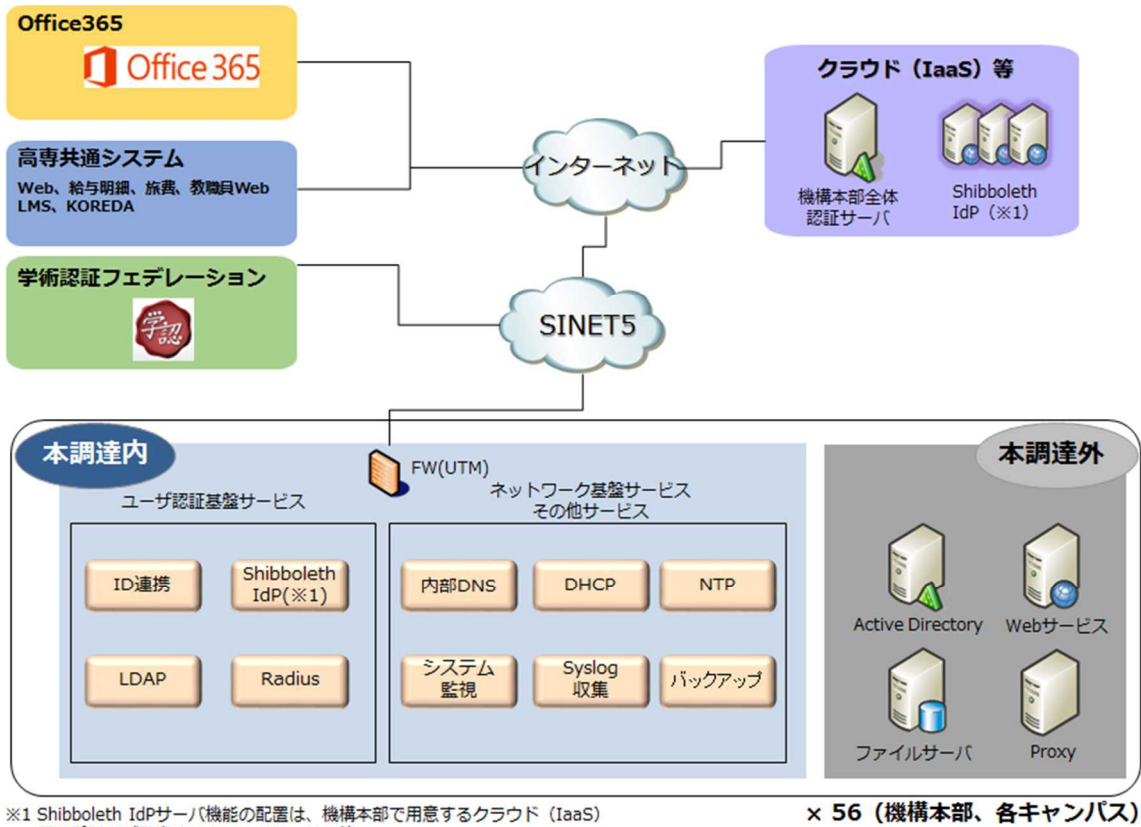 Office365
Office 365
高専共通システム
Web、給与明細、旅費、教職員Web
LMS、KOREDA
学術認証フェデレーション
学認
インターネット
SINET5
クラウド（IaaS）等
機構本部全体
認証サーバ
Shibboleth
IdP（※1）
本調達内
FW(UTM)
ユーザ認証基盤サービス
ID連携
Shibboleth
IdP(※1)
LDAP
Radius
ネットワーク基盤サービス
その他サービス
内部DNS
DHCP
NTP
システム
監視
Syslog
収集
バックアップ
本調達外
Active Directory
Webサービス
ファイルサーバ
Proxy
※1 Shibboleth IdPサーバ機能の配置は、機構本部で用意するクラウド（IaaS）
× 56（機構本部、各キャンパス）